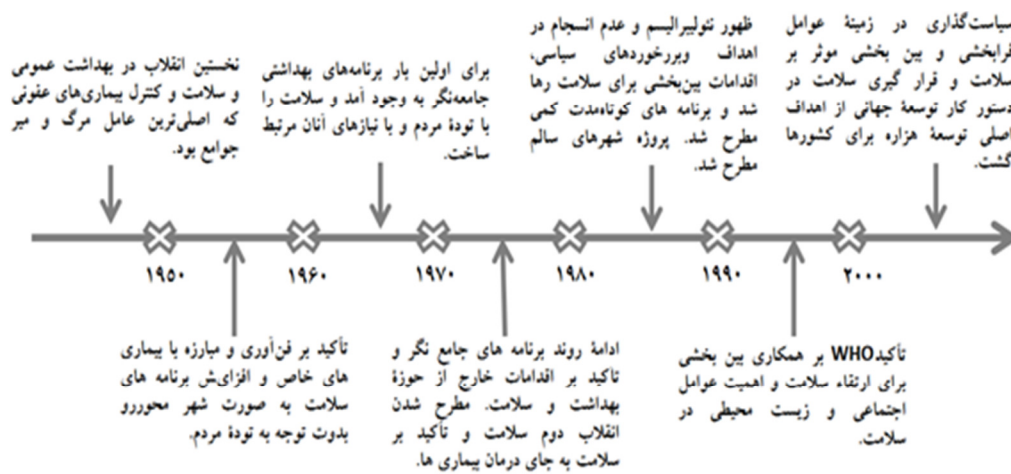 نخستین انقلاب در بهداشت عمومی
و سلامت و کنترل بیماری‌های عفونی
که اصلی‌ترین عامل مرگ و میر
جوامع بود.
برای اولین بار برنامه‌های بهداشتی
جامعه‌نگر به وجود آمد و سلامت را
با تودهٔ مردم و با نیازهای آنان مرتبط
ساخت.
ظهور نئولیبرالیسم و عدم انسجام در
اهداف وبررخوردهای سیاسی،
اقدامات بین‌بخشی برای سلامت رها
شد و برنامه های کوتاه‌مدت کمی
مطرح شد. پروژه شهرهای سالم
مطرح شد.
سیاست‌گذاری در زمینهٔ عوامل
فرابخشی و بین بخشی موثر بر
سلامت و قرار گیری سلامت در
دستور کار توسعهٔ جهانی از اهداف
اصلی توسعهٔ هزاره برای کشورها
گشت.
۱۹۵۰
۱۹۶۰
۱۹۷۰
۱۹۸۰
۱۹۹۰
۲۰۰۰
تأکید بر فن‌آوری و مبارزه با بیماری
های خاص و افزای‌ش برنامه های
سلامت به صورت شهر محوررو
بدوت توجه به تودهٔ مردم.
ادامهٔ روند برنامه های جامع نگر و
تاکید بر اقدامات خارج از حوزهٔ
بهداشت و سلامت. مطرح شدن
انقلاب دوم سلامت و تأکید بر
سلامت به جای درمان بیماری ها.
تأکیدWHO بر همکاری بین بخشی
برای ارتقاء سلامت و اهمیت عوامل
اجتماعی و زیست محیطی در
سلامت.